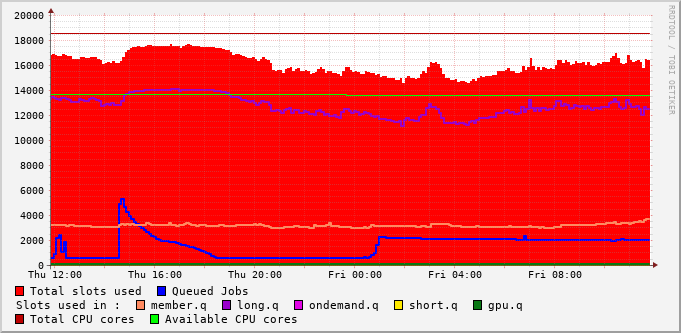 20000
18000
16000
14000
12000
10000
8000
6000
4000
2000
0
Thu 12:00 Thu 16:00 Thu 20:00 Fri 00:00 Fri 04:00 Fri 08:00
Total slots used Queued Jobs
Slots used in : member.q long.q ondemand.q short.q gpu.q
Total CPU cores Available CPU cores
RRDTOOL / TOBI OETIKER